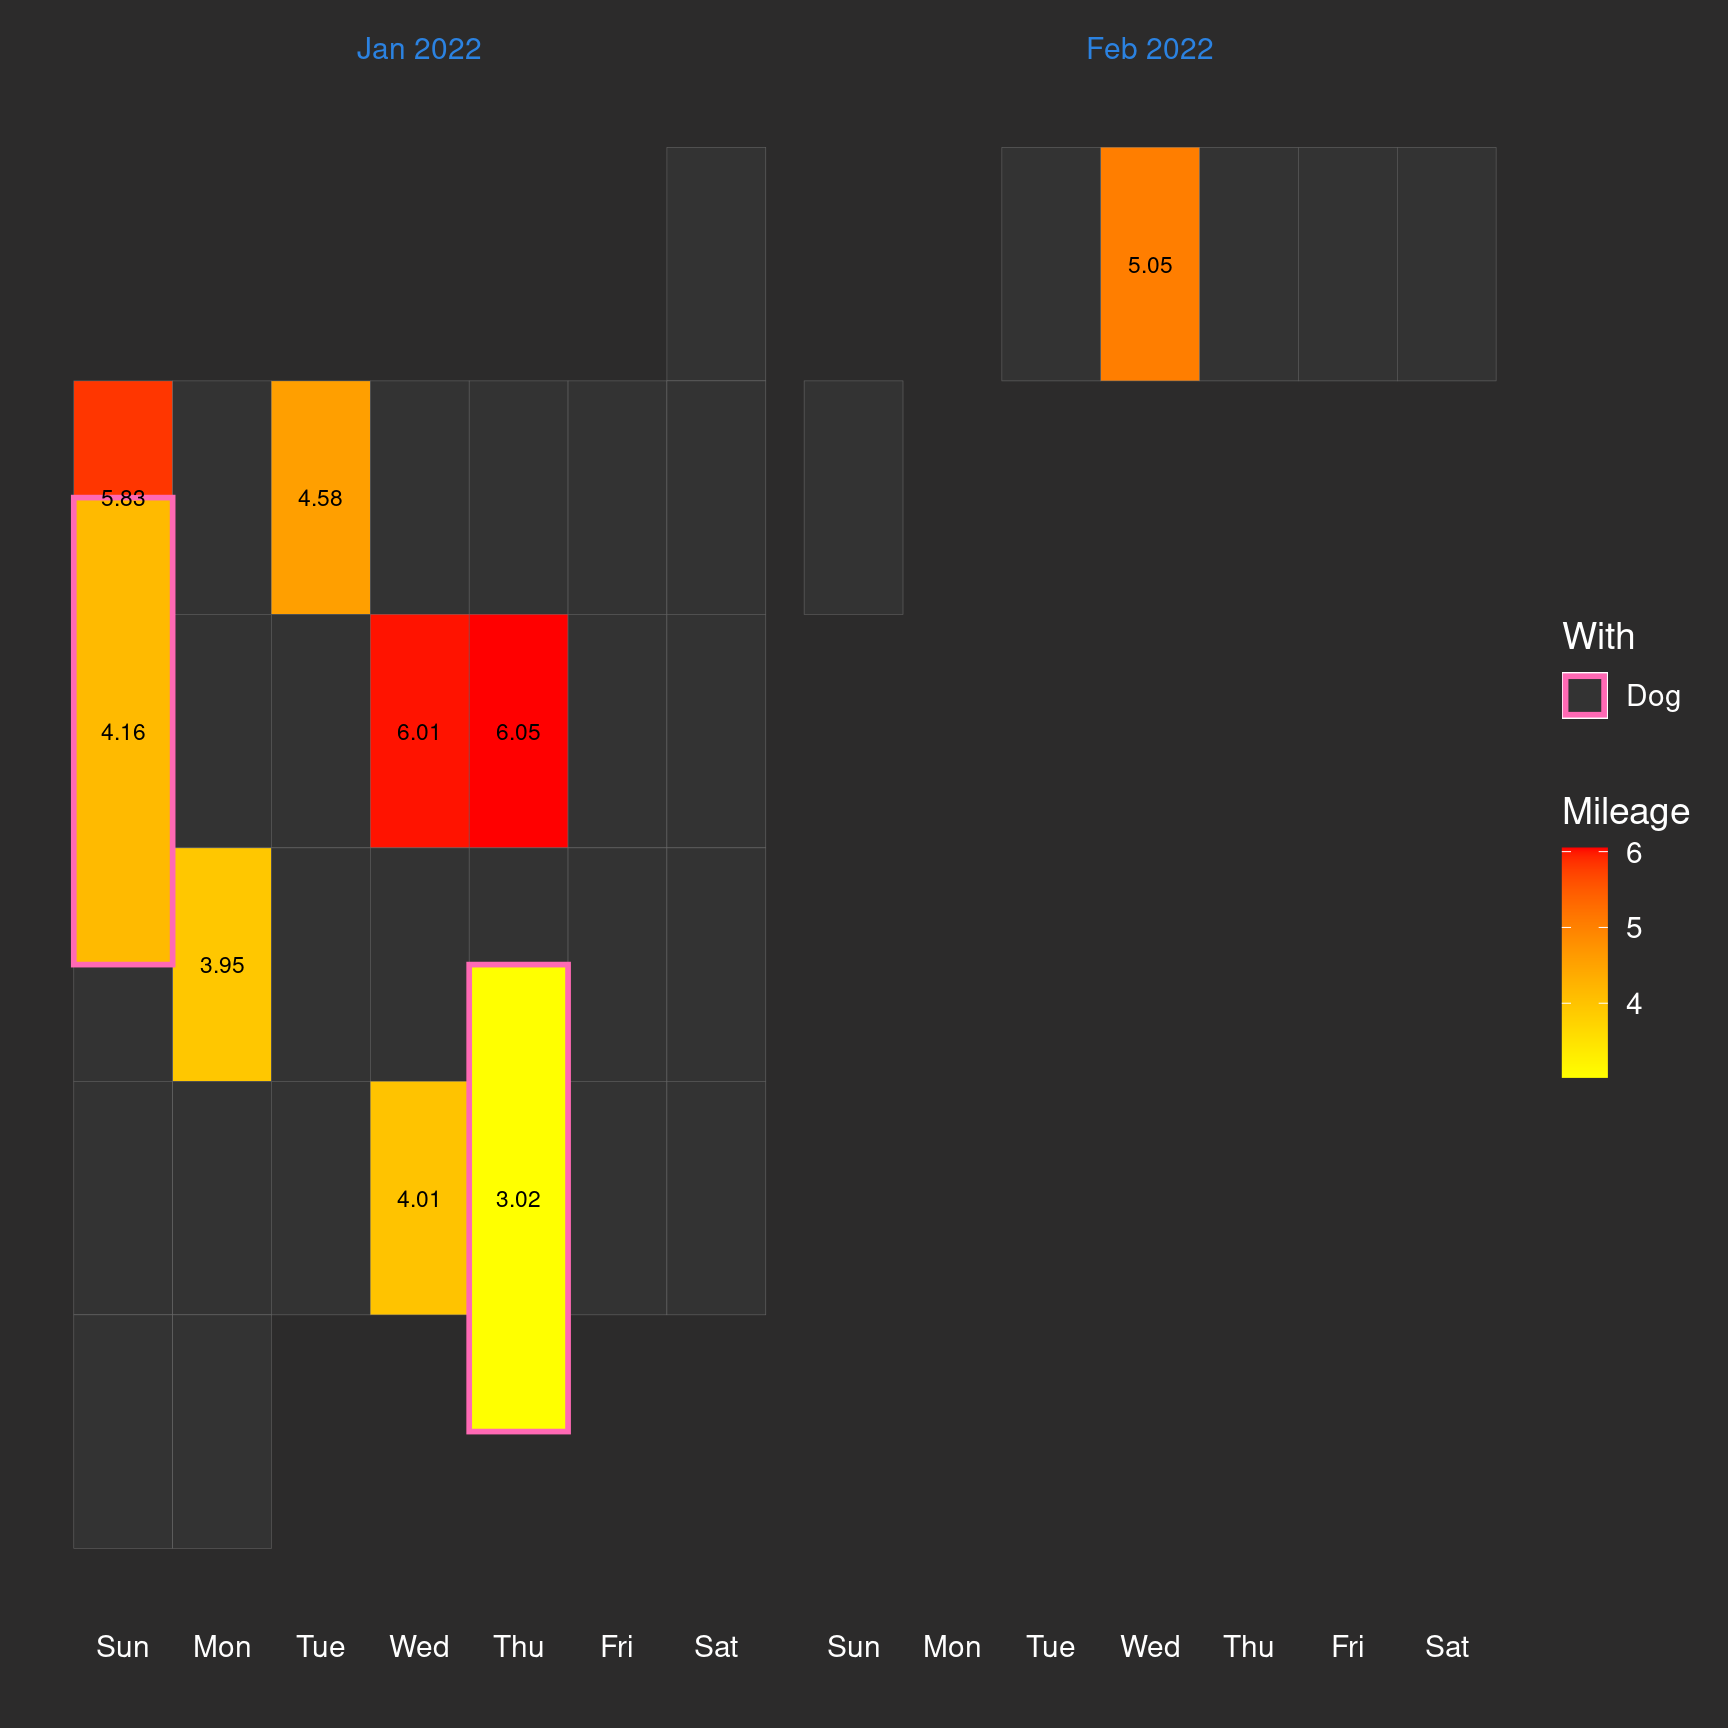 Jan 2022
Feb 2022
5.05
5.83
4.58
4.16
6.01
6.05
3.95
4.01
3.02
With
Dog
Mileage
6
5
4
Sun Mon Tue Wed Thu Fri Sat
Sun Mon Tue Wed Thu Fri Sat